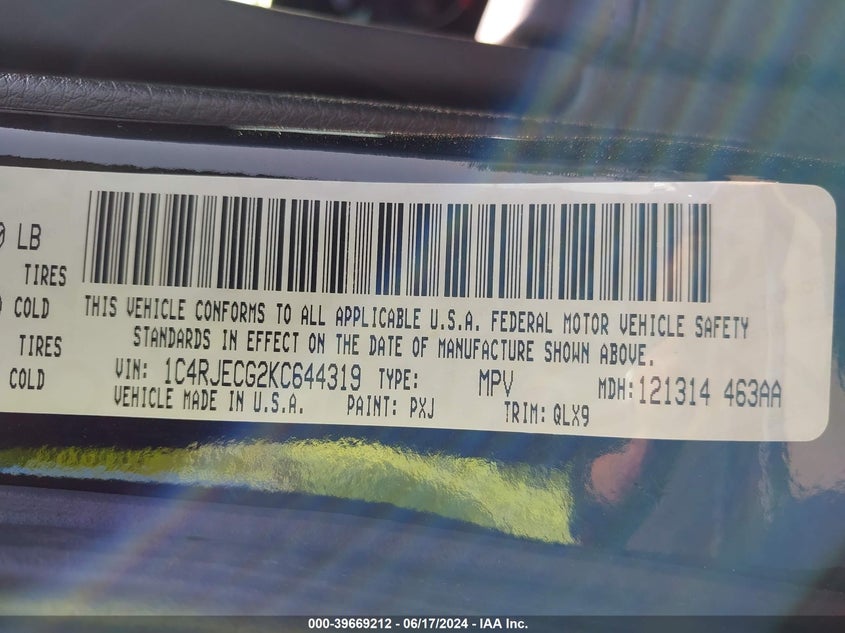 LB
TIRES
COLD
TIRES
COLD
THIS VEHICLE CONFORMS TO ALL APPLICABLE U.S.A. FEDERAL MOTOR VEHICLE SAFETY
STANDARDS IN EFFECT ON THE DATE OF MANUFACTURE SHOWN ABOVE.
VIN: 1C4RJECG2KC644319 TYPE: MPV MDH: 121314 463AA
VEHICLE MADE IN U.S.A. PAINT: PXJ TRIM: QLX9
000-39669212 - 06/17/2024 - IAA Inc.